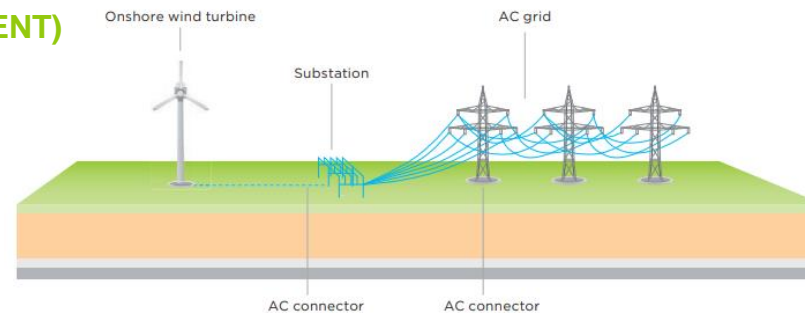 ENT)
Onshore wind turbine
AC grid
Substation
AC connector
AC connector